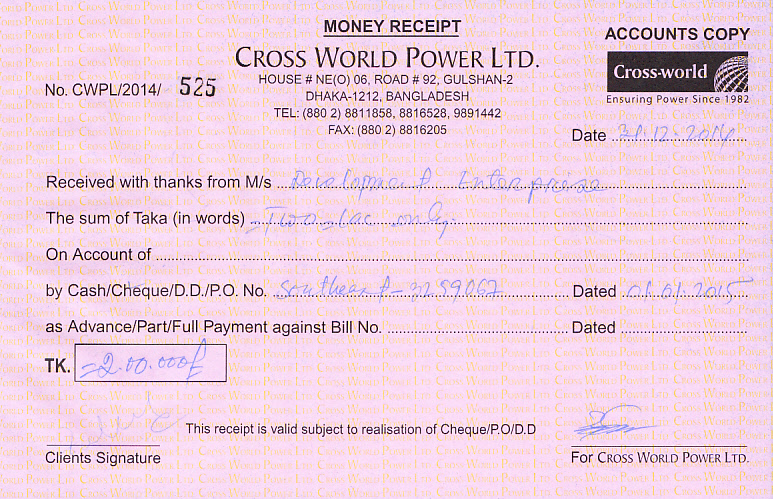 MONEY RECEIPT
ACCOUNTS COPY
CROSS WORLD POWER LTD.
Cross-world
Ensuring Power Since 1982
HOUSE # NE(O) 06, ROAD # 92, GULSHAN-2
No. CWPL/2014/- 525
DHAKA-1212, BANGLADESH
TEL: (880 2) 8811858, 8816528, 9891442
FAX: (880 2) 8816205
Date 31.12.2014
Received with thanks from M/s Development Enterprise
The sum of Taka (in words) =Two=lac only.
On Account of
by Cash/Cheque/D.D./P.O. No. Southeast-3259067 Dated 01.01.2015
as Advance/Part/Full Payment against Bill No. Dated
TK. =2.00.000/=
This receipt is valid subject to realisation of Cheque/P.O/D.D
Clients Signature
For CROSS WORLD POWER LTD.